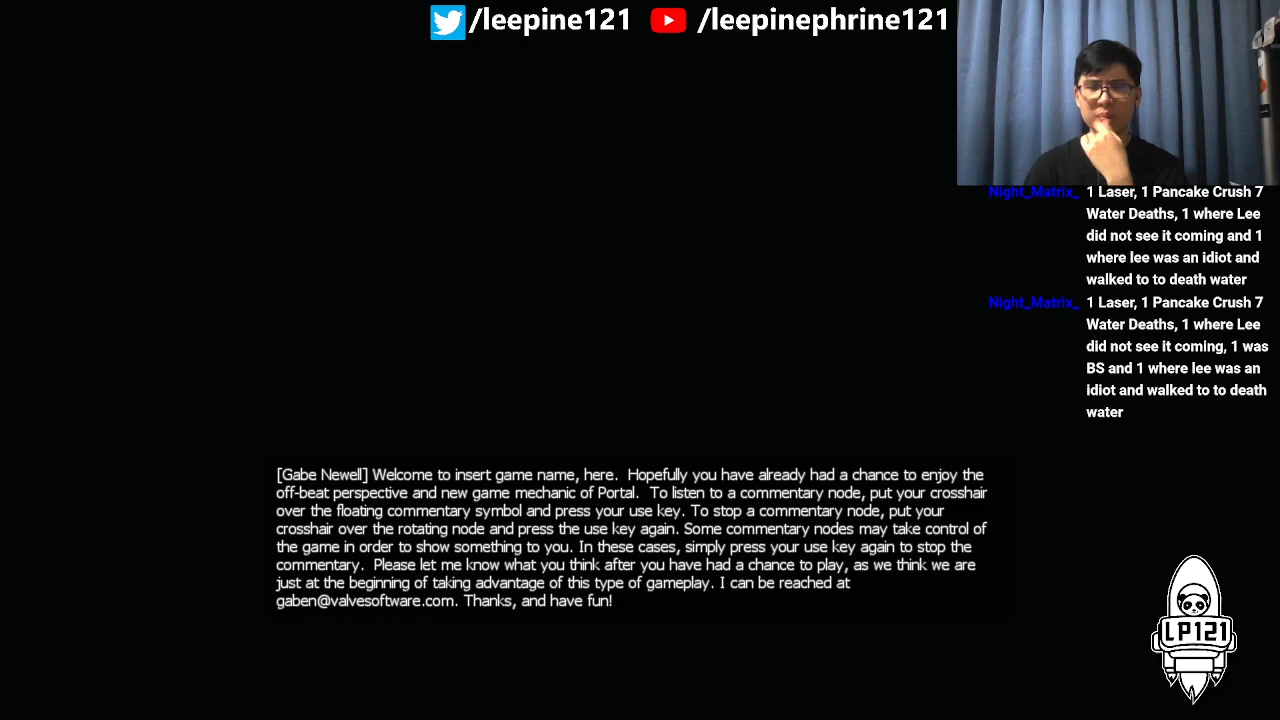 /leepine121 /leepinephrine121
Night_Matrix_ 1 Laser, 1 Pancake Crush 7
Water Deaths, 1 where Lee
did not see it coming and 1
where lee was an idiot and
walked to to death water
Night_Matrix_ 1 Laser, 1 Pancake Crush 7
Water Deaths, 1 where Lee
did not see it coming, 1 was
BS and 1 where lee was an
idiot and walked to to death
water
[Gabe Newell] Welcome to insert game name, here.  Hopefully you have already had a chance to enjoy the
off-beat perspective and new game mechanic of Portal.  To listen to a commentary node, put your crosshair
over the floating commentary symbol and press your use key. To stop a commentary node, put your
crosshair over the rotating node and press the use key again. Some commentary nodes may take control of
the game in order to show something to you. In these cases, simply press your use key again to stop the
commentary.  Please let me know what you think after you have had a chance to play, as we think we are
just at the beginning of taking advantage of this type of gameplay. I can be reached at
gaben@valvesoftware.com. Thanks, and have fun!
LP121